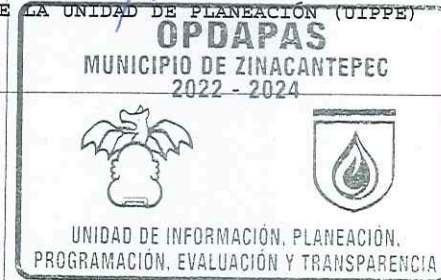 E LA UNIDAD DE PLANEACIÓN (UIPPE)
OPDAPAS
MUNICIPIO DE ZINACANTEPEC
2022 - 2024
UNIDAD DE INFORMACIÓN, PLANEACIÓN,
PROGRAMACIÓN, EVALUACIÓN Y TRANSPARENCIA